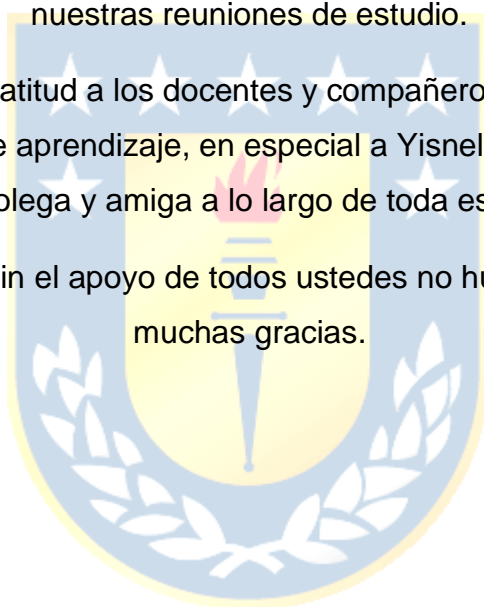 nuestras reuniones de estudio.
atitud a los docentes y compañero
e aprendizaje, en especial a Yisnel
olega y amiga a lo largo de toda es
in el apoyo de todos ustedes no hu
muchas gracias.